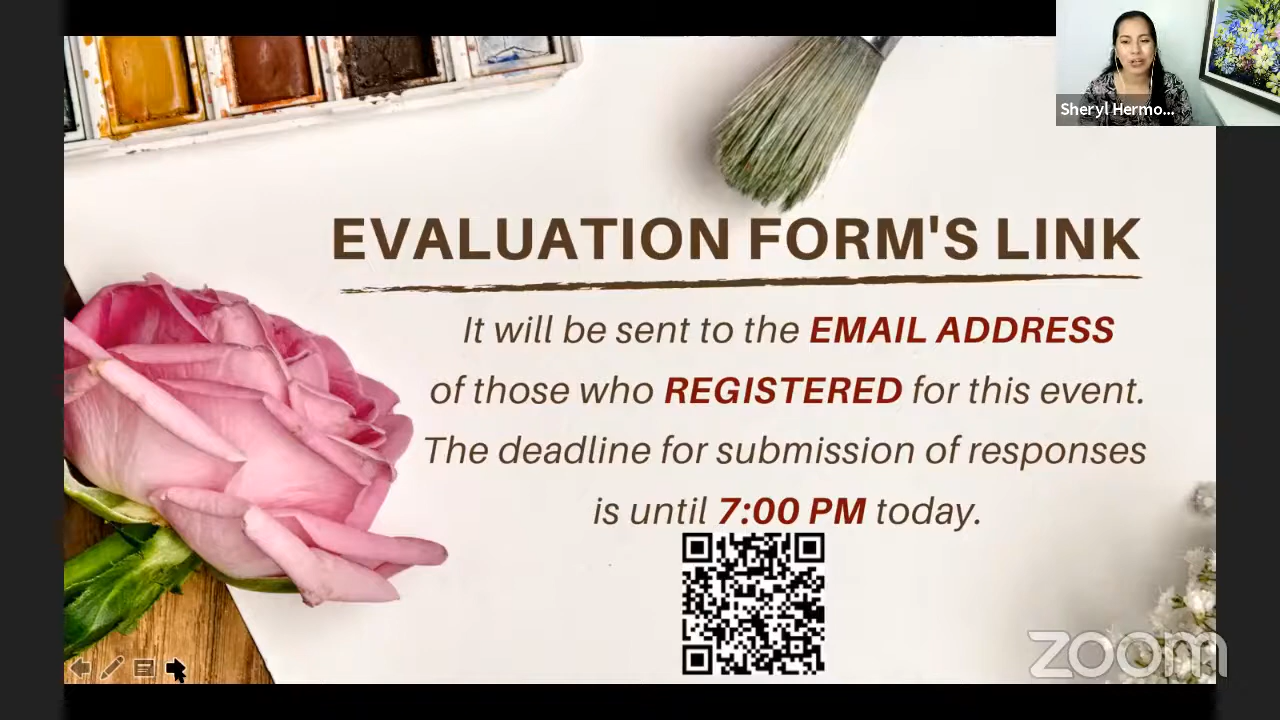 Sheryl Hermo...
EVALUATION FORM'S LINK
It will be sent to the EMAIL ADDRESS
of those who REGISTERED for this event.
The deadline for submission of responses
is until 7:00 PM today.
zoom